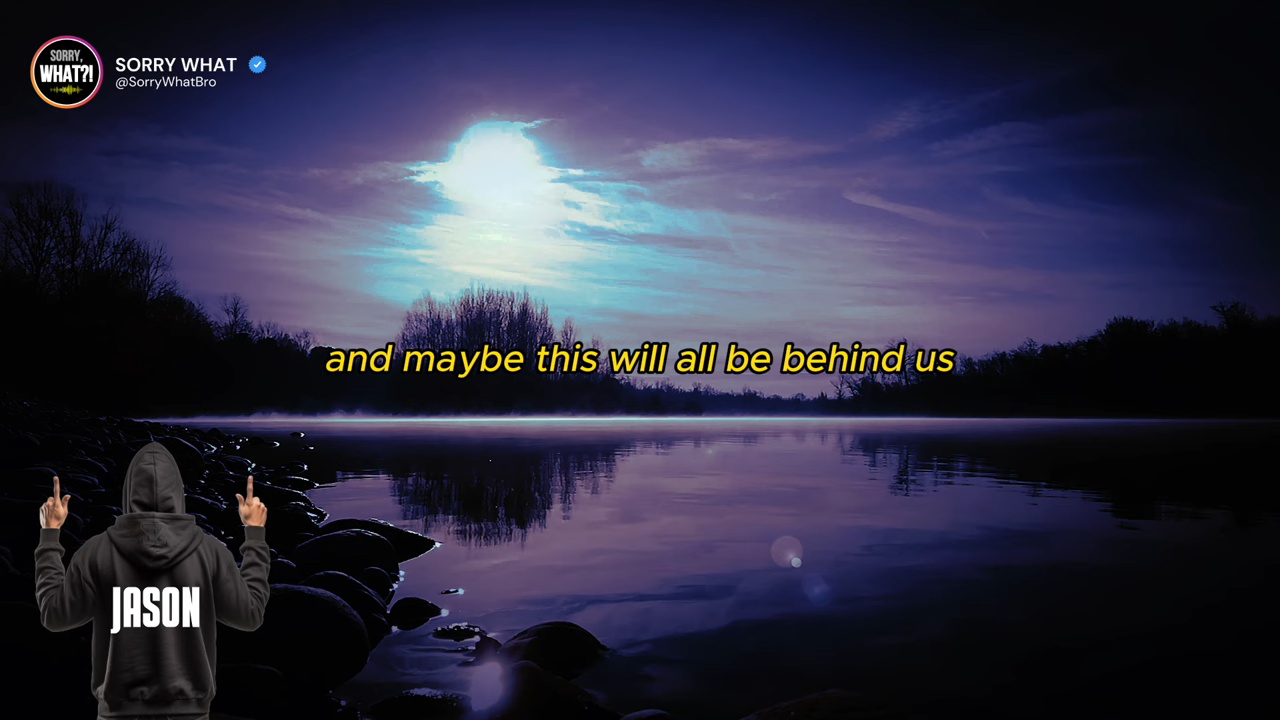 SORRY,
WHAT?!
SORRY WHAT
@SorryWhatBro
and maybe this will all be behind us
JASON